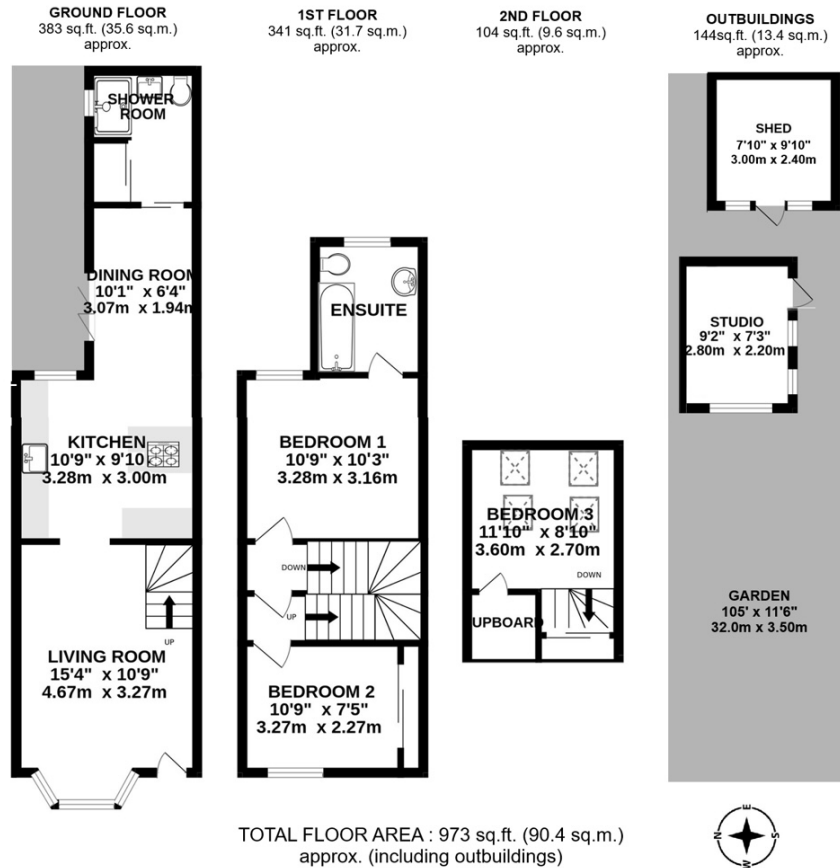 GROUND FLOOR
383 sq.ft. (35.6 sq.m.)
approx.
1ST FLOOR
341 sq.ft. (31.7 sq.m.)
approx.
2ND FLOOR
104 sq.ft. (9.6 sq.m.)
approx.
OUTBUILDINGS
144sq.ft. (13.4 sq.m.)
approx.
SHOWER
ROOM
DINING ROOM
10'1" x 6'4"
3.07m x 1.94m
KITCHEN
10'9" x 9'10
3.28m x 3.00m
UP
LIVING ROOM
15'4" x 10'9"
4.67m x 3.27m
ENSUITE
BEDROOM 1
10'9" x 10'3"
3.28m x 3.16m
DOWN
UP
BEDROOM 2
10'9" x 7'5"
3.27m x 2.27m
BEDROOM 3
11'10" x 8'10"
3.60m x 2.70m
DOWN
UPBOARD
SHED
7'10" x 9'10"
3.00m x 2.40m
STUDIO
9'2" x 7'3"
2.80m x 2.20m
GARDEN
105' x 11'6"
32.0m x 3.50m
TOTAL FLOOR AREA : 973 sq.ft. (90.4 sq.m.)
approx. (including outbuildings)
E
N
S
W